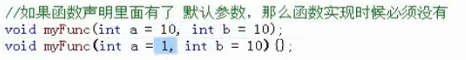 //如果函数声明里面有了 默认参数，那么函数实现时候必须没有
void myFunc(int a = 10, int b = 10);
void myFunc(int a = 1, int b = 10){};